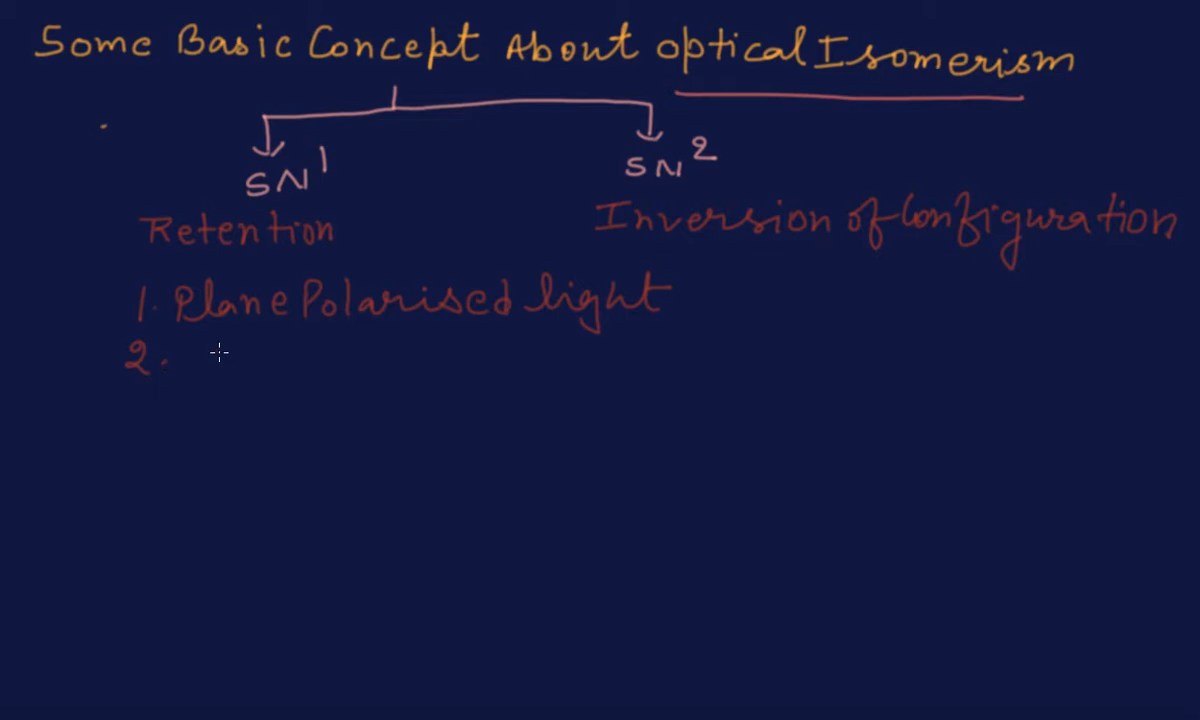 Some Basic Concept About optical Isomerism
SN1 SN2
Retention Inversion of Configuration
1. Plane Polarised light
2.